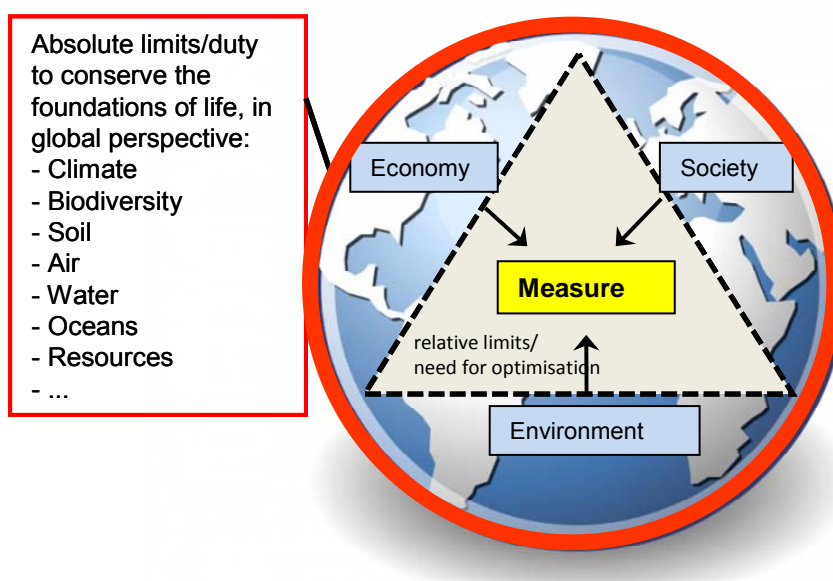 Absolute limits/duty
to conserve the
foundations of life, in
global perspective:
- Climate
- Biodiversity
- Soil
- Air
- Water
- Oceans
- Resources
- ...
Economy
Society
Measure
relative limits/
need for optimisation
Environment